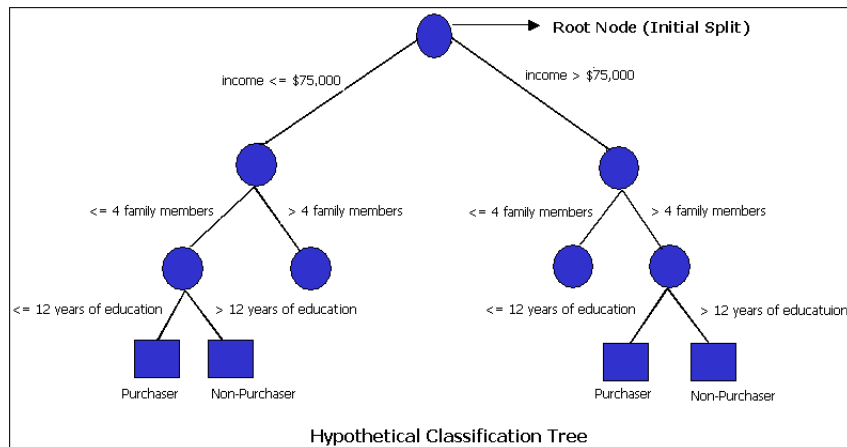 Root Node (Initial Split)
income <= $75,000
income > $75,000
<= 4 family members
> 4 family members
<= 4 family members
> 4 family members
<= 12 years of education
> 12 years of education
<= 12 years of education
> 12 years of educatuion
Purchaser
Non-Purchaser
Purchaser
Non-Purchaser
Hypothetical Classification Tree